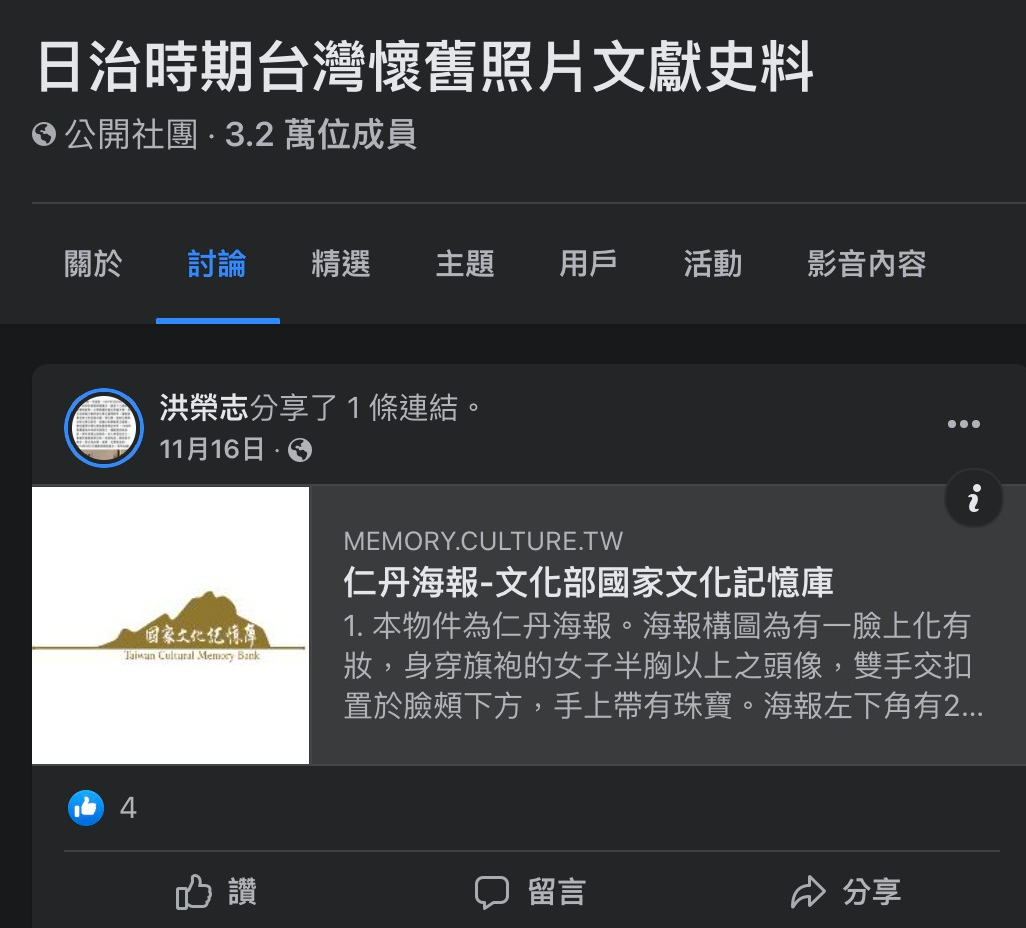 日治時期台灣懷舊照片文獻史料
公開社團 · 3.2 萬位成員
關於 討論 精選 主題 用戶 活動 影音內容
洪榮志分享了 1 條連結。
11月16日 ·
MEMORY.CULTURE.TW
仁丹海報-文化部國家文化記憶庫
1. 本物件為仁丹海報。海報構圖為有一臉上化有
妝，身穿旗袍的女子半胸以上之頭像，雙手交扣
置於臉頰下方，手上帶有珠寶。海報左下角有2...
國家文化記憶庫
Taiwan Cultural Memory Bank
4
讚 留言 分享